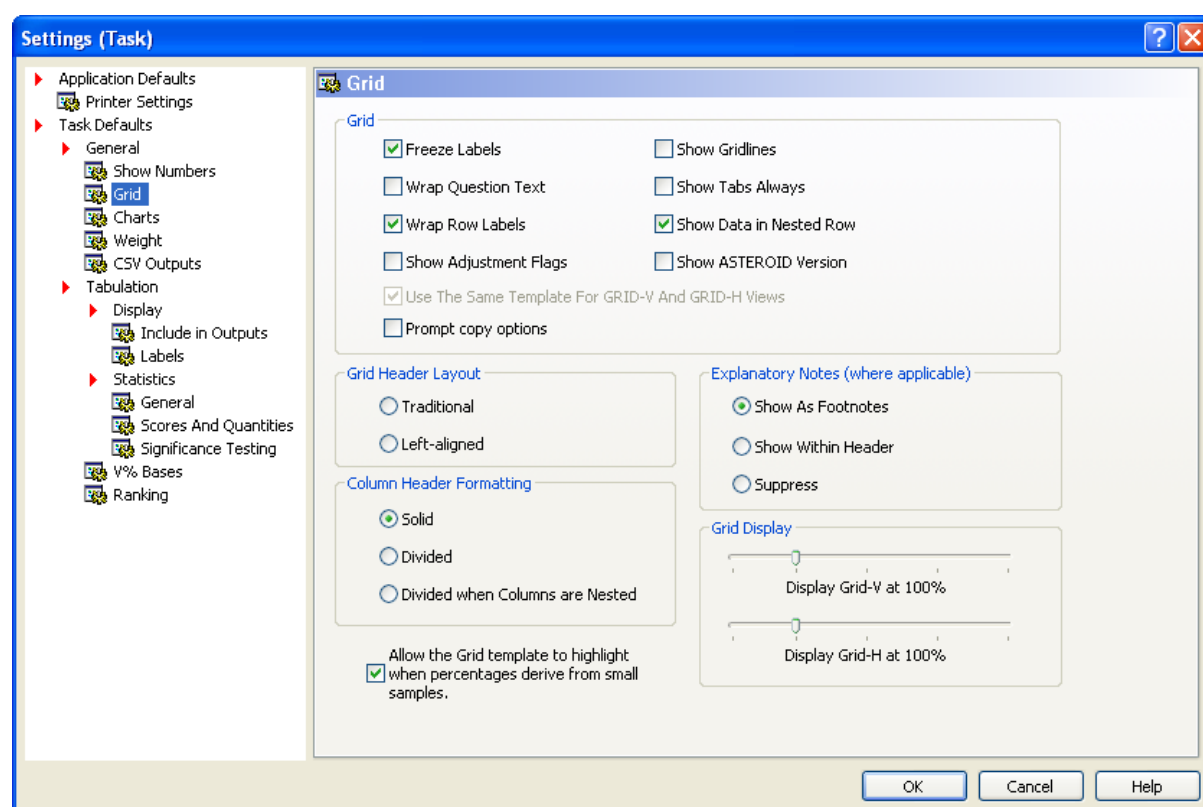 Settings (Task)
Application Defaults
Printer Settings
Task Defaults
General
Show Numbers
Grid
Charts
Weight
CSV Outputs
Tabulation
Display
Include in Outputs
Labels
Statistics
General
Scores And Quantities
Significance Testing
V% Bases
Ranking
Grid
Grid
Freeze Labels
Show Gridlines
Wrap Question Text
Show Tabs Always
Wrap Row Labels
Show Data in Nested Row
Show Adjustment Flags
Show ASTEROID Version
Use The Same Template For GRID-V And GRID-H Views
Prompt copy options
Grid Header Layout
Traditional
Left-aligned
Column Header Formatting
Solid
Divided
Divided when Columns are Nested
Allow the Grid template to highlight
when percentages derive from small
samples.
Explanatory Notes (where applicable)
Show As Footnotes
Show Within Header
Suppress
Grid Display
Display Grid-V at 100%
Display Grid-H at 100%
OK
Cancel
Help